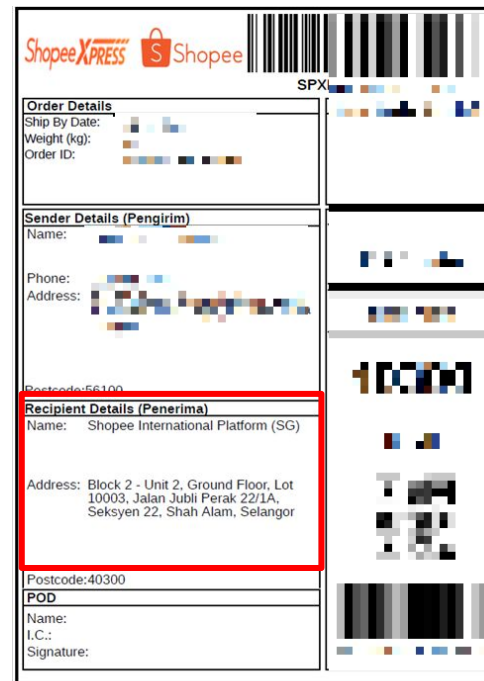 Shopee XPRESS
S Shopee
SPX
Order Details
Ship By Date:
Weight (kg):
Order ID:
Sender Details (Pengirim)
Name:
Phone:
Address:
Postcode:56100
Recipient Details (Penerima)
Name: Shopee International Platform (SG)
Address: Block 2 - Unit 2, Ground Floor, Lot
10003, Jalan Jubli Perak 22/1A,
Seksyen 22, Shah Alam, Selangor
Postcode:40300
POD
Name:
I.C.:
Signature: